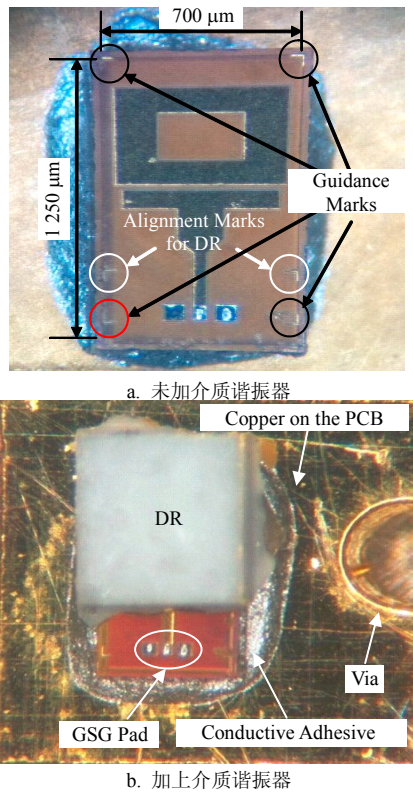 700 μm
1 250 μm
Guidance
Marks
Alignment Marks
for DR
a. 未加介质谐振器
Copper on the PCB
DR
Via
GSG Pad
Conductive Adhesive
b. 加上介质谐振器